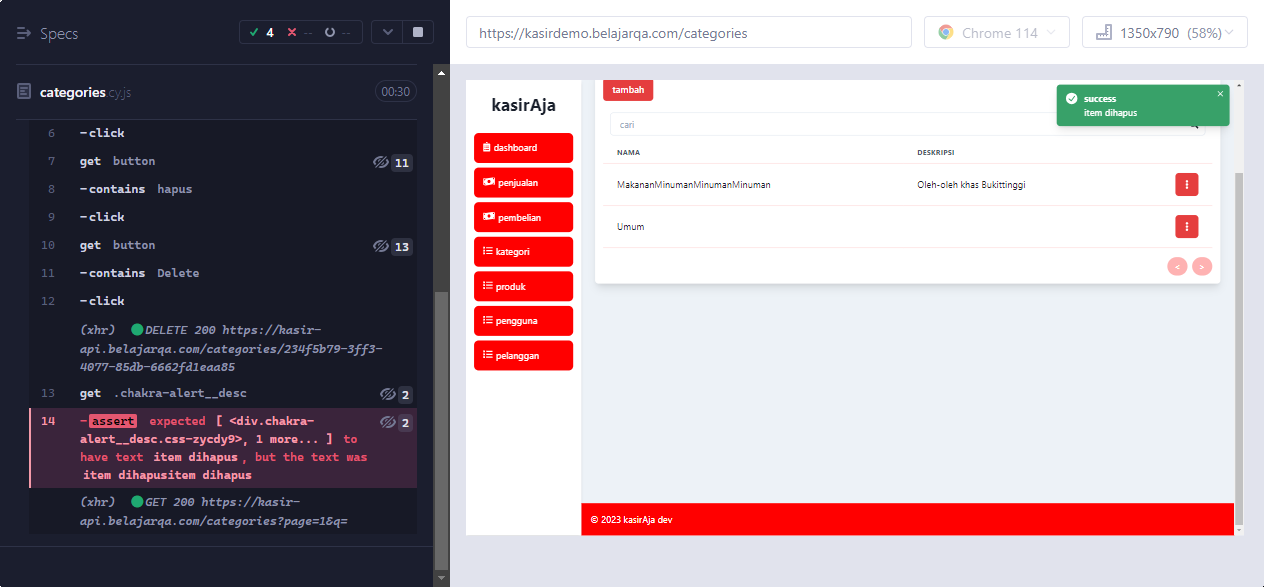 Specs
4
--
--
categories.cy.js
00:30
6 -click
7 get button 11
8 -contains hapus
9 -click
10 get button 13
11 -contains Delete
12 -click
(xhr) DELETE 200 https://kasir-
api.belajarqa.com/categories/234f5b79-3ff3-
4077-85db-6662fd1eaa85
13 get .chakra-alert__desc 2
14 -assert expected [ <div.chakra- 2
alert__desc.css-zycdy9>, 1 more... ] to
have text item dihapus, but the text was
item dihapusitem dihapus
(xhr) GET 200 https://kasir-
api.belajarqa.com/categories?page=1&q=
https://kasirdemo.belajarqa.com/categories
Chrome 114
1350x790 (58%)
kasirAja
dashboard
penjualan
pembelian
kategori
produk
pengguna
pelanggan
tambah
success
item dihapus
cari
NAMA DESKRIPSI
MakananMinumanMinumanMinuman Oleh-oleh khas Bukittinggi
Umum
< >
© 2023 kasirAja dev